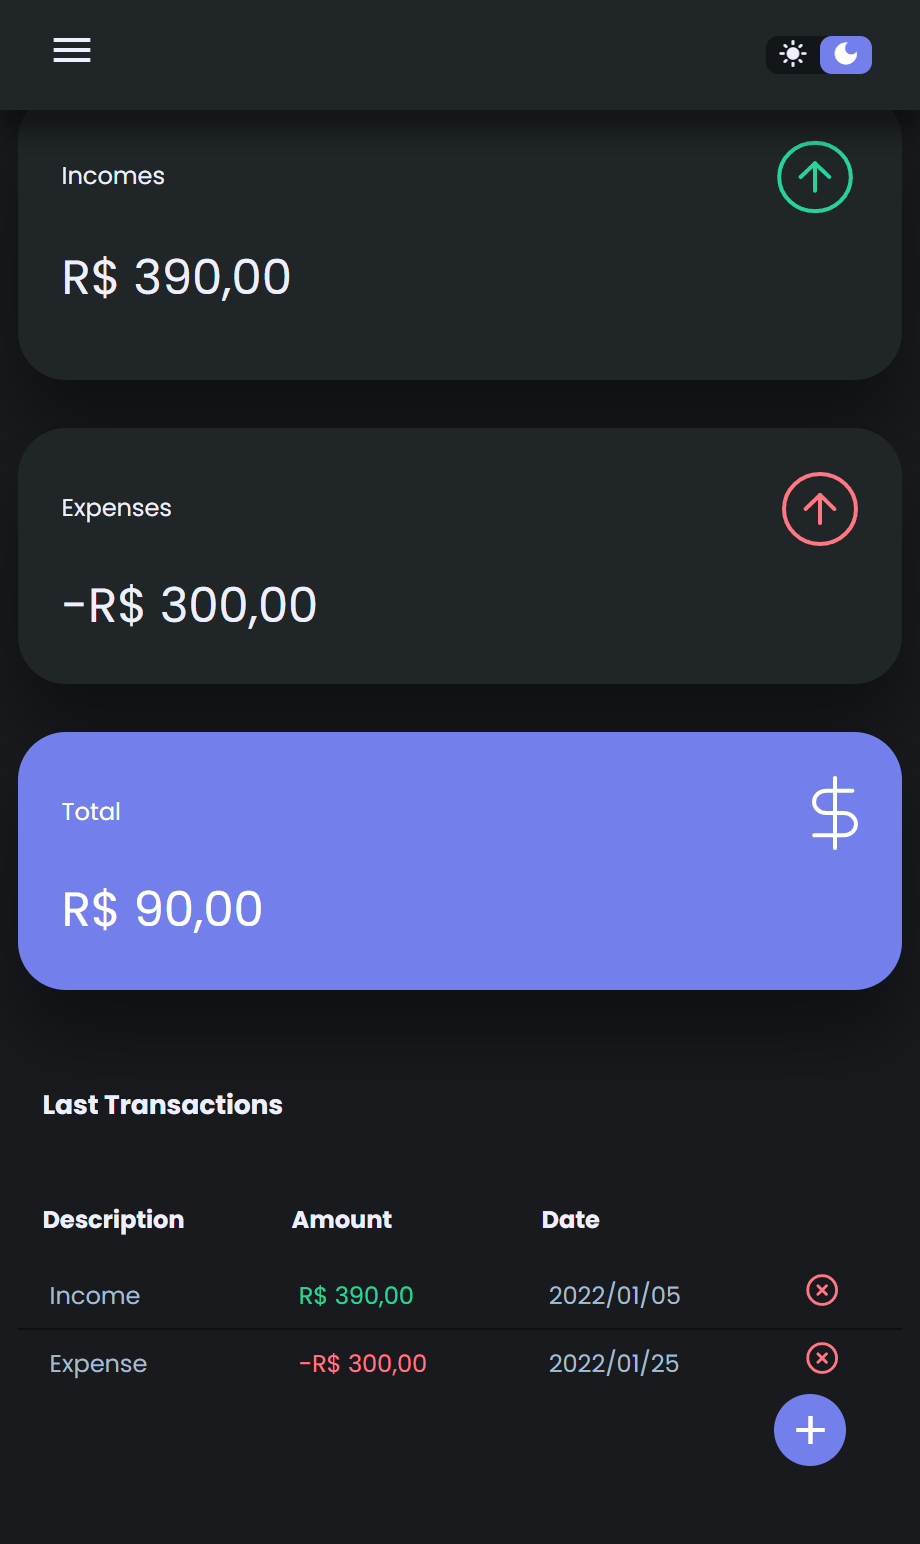 Incomes
R$ 390,00
Expenses
-R$ 300,00
Total
R$ 90,00
Last Transactions
Description Amount Date
Income R$ 390,00 2022/01/05
Expense -R$ 300,00 2022/01/25